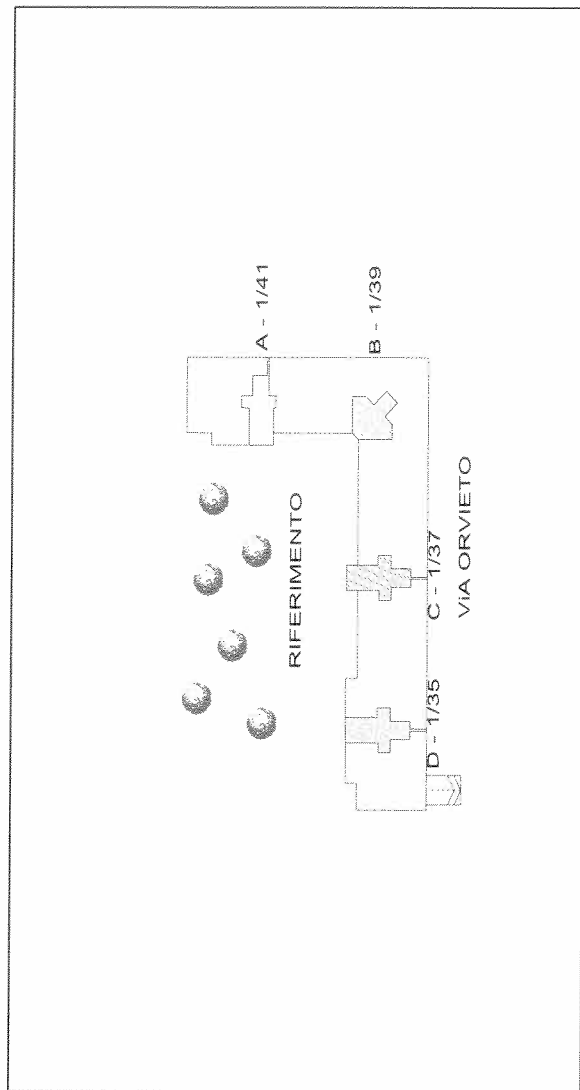 A - 1/41
B - 1/39
RIFERIMENTO
C - 1/37
ViA ORVIETO
D - 1/35